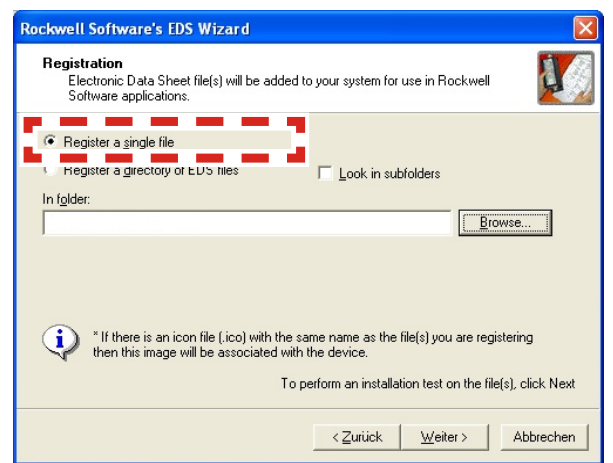 Rockwell Software's EDS Wizard
Registration
Electronic Data Sheet file(s) will be added to your system for use in Rockwell
Software applications.
Register a single file
Register a directory of EDS files
Look in subfolders
In folder:
Browse...
* If there is an icon file (.ico) with the same name as the file(s) you are registering
then this image will be associated with the device.
To perform an installation test on the file(s), click Next
< Zurück
Weiter >
Abbrechen